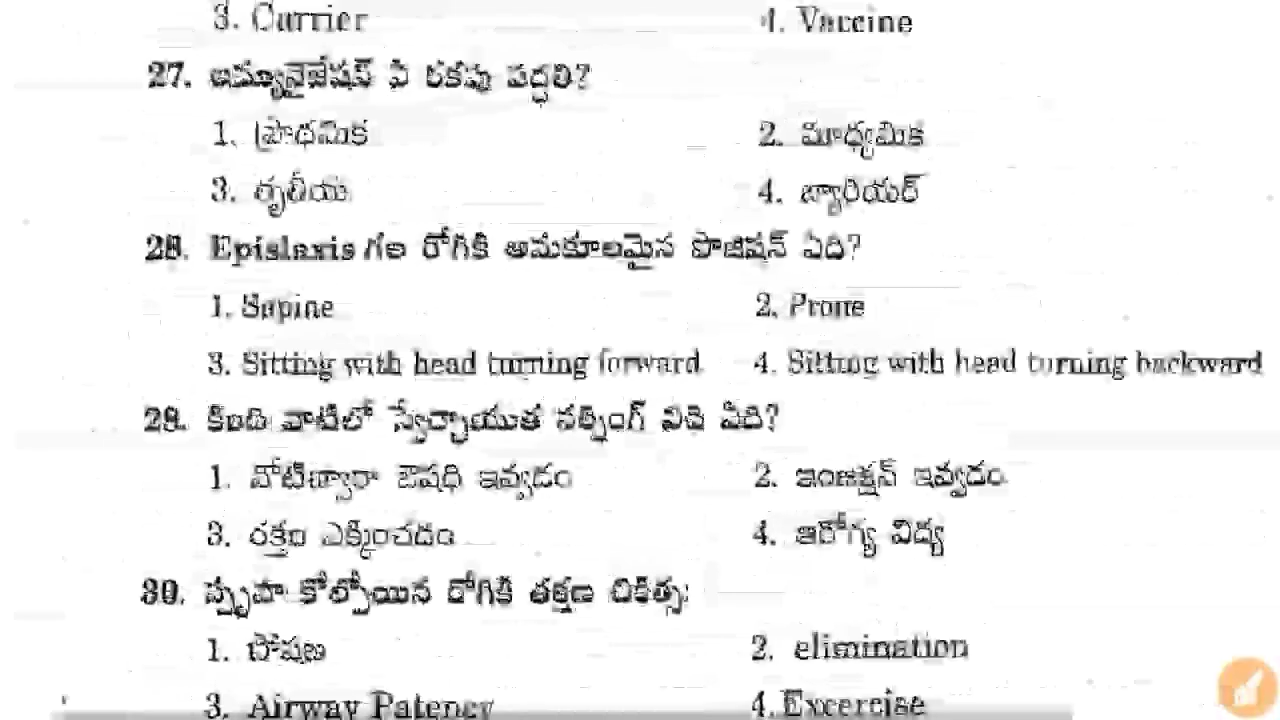 3. Carrier 4. Vaccine
27. ఇమ్యూనైజేషన్ ఏ రకపు పద్ధతి?
1. ప్రాథమిక 2. మాధ్యమిక
3. తృతీయ 4. బ్యారియర్
28. Epislaxis గల రోగికి అనుకూలమైన పొజిషన్ ఏది?
1. Supine 2. Prone
3. Sitting with head turning forward 4. Sitting with head turning backward
29. కింది వాటిలో స్వేచ్ఛాయుత నర్సింగ్ విధి ఏది?
1. నోటిద్వారా ఔషధి ఇవ్వడం 2. ఇంజక్షన్ ఇవ్వడం
3. రక్తం ఎక్కించడం 4. ఆరోగ్య విద్య
30. స్పృహ కోల్పోయిన రోగికి తక్షణ చికిత్స:
1. పోషణ 2. elimination
3. Airway Patency 4. Excercise